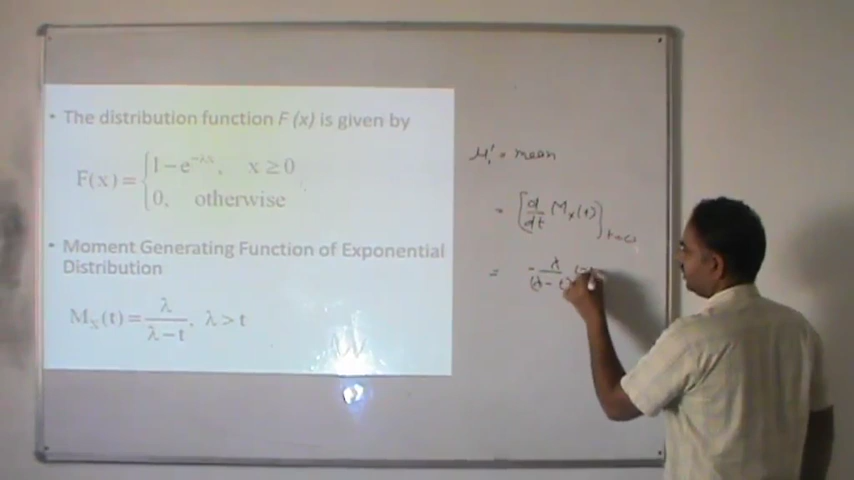 • The distribution function F (x) is given by
F(x) = { 1 − e^{−λx}, x ≥ 0
0, otherwise
• Moment Generating Function of Exponential
Distribution
M_X(t) = λ / (λ − t), λ > t
μ₁' = mean
= [d/dt M_x(t)]_{t=0}
= − λ / (λ − t)